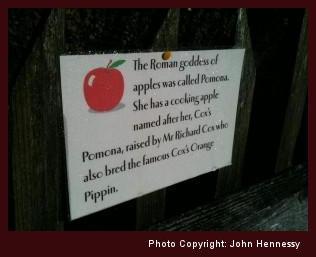 The Roman goddess of
apples was called Pomona.
She has a cooking apple
named after her, Cox's
Pomona, raised by Mr Richard Cox who
also bred the famous Cox's Orange
Pippin.
Photo Copyright: John Hennessy